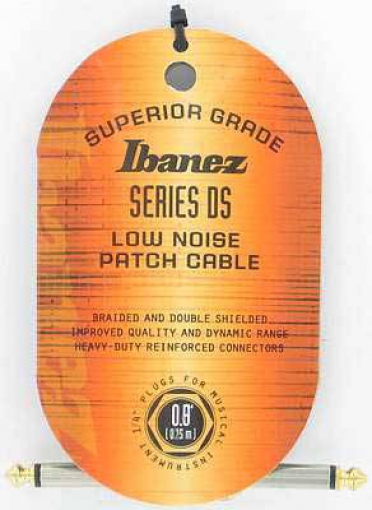 SUPERIOR GRADE
Ibanez
SERIES DS
LOW NOISE
PATCH CABLE
BRAIDED AND DOUBLE SHIELDED.
IMPROVED QUALITY AND DYNAMIC RANGE
HEAVY-DUTY REINFORCED CONNECTORS
1/4" PLUGS FOR MUSICAL INSTRUMENT
0.8'
(0.75 m)